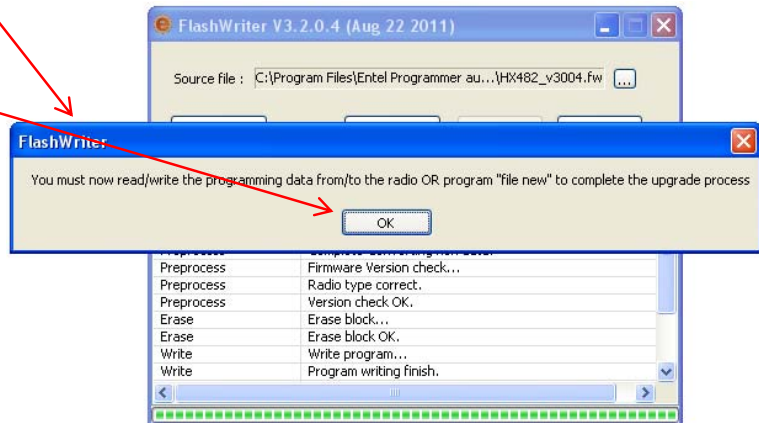 FlashWriter V3.2.0.4 (Aug 22 2011)
Source file : C:\Program Files\Entel Programmer au...\HX482_v3004.fw ...
FlashWriter
You must now read/write the programming data from/to the radio OR program "file new" to complete the upgrade process
OK
Preprocess Firmware Version check...
Preprocess Radio type correct.
Preprocess Version check OK.
Erase Erase block...
Erase Erase block OK.
Write Write program...
Write Program writing finish.